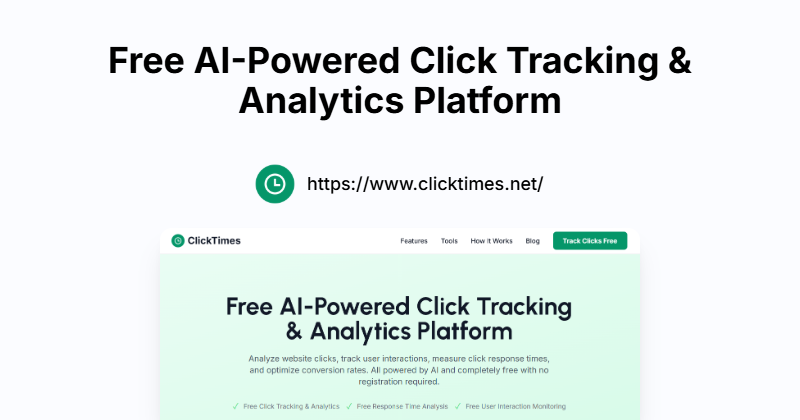 Free AI-Powered Click Tracking &
Analytics Platform
https://www.clicktimes.net/
ClickTimes
Features
Tools
How It Works
Blog
Track Clicks Free
Free AI-Powered Click Tracking
& Analytics Platform
Analyze website clicks, track user interactions, measure click response times,
and optimize conversion rates. All powered by AI and completely free with no
registration required.
✓ Free Click Tracking & Analytics ✓ Free Response Time Analysis ✓ Free User Interaction Monitoring